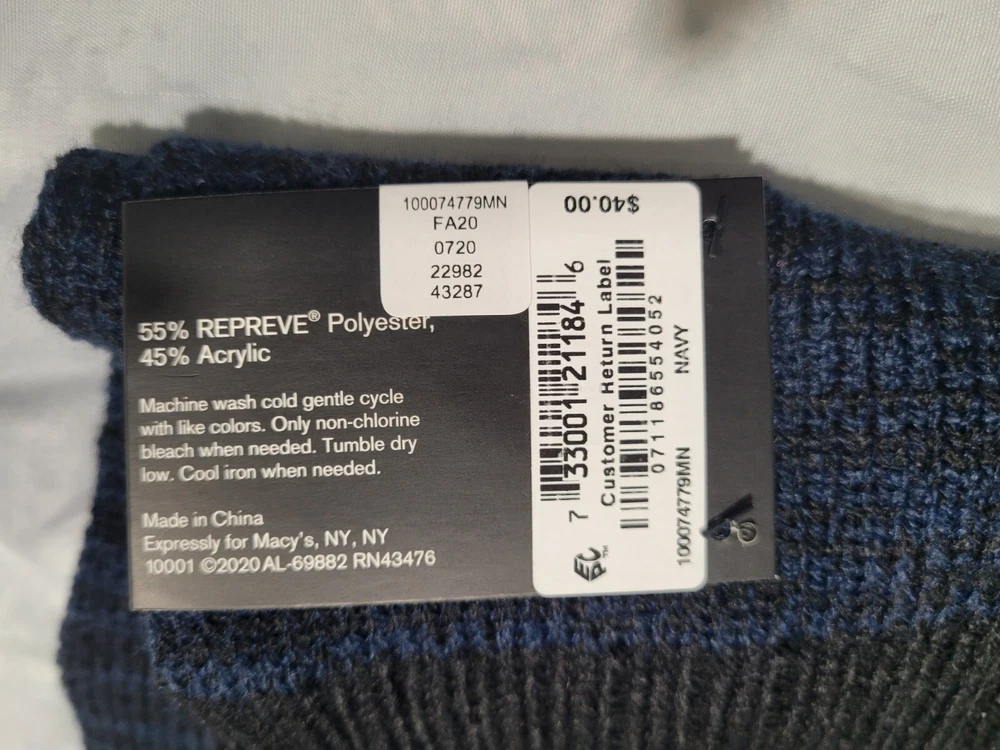 100074779MN
FA20
0720
22982
43287
55% REPREVE® Polyester,
45% Acrylic
Machine wash cold gentle cycle
with like colors. Only non-chlorine
bleach when needed. Tumble dry
low. Cool iron when needed.
Made in China
Expressly for Macy's, NY, NY
10001 ©2020 AL-69882 RN43476
$40.00
7 33001 21184 6
Customer Return Label
071186554052
100074779MN NAVY
EPC™